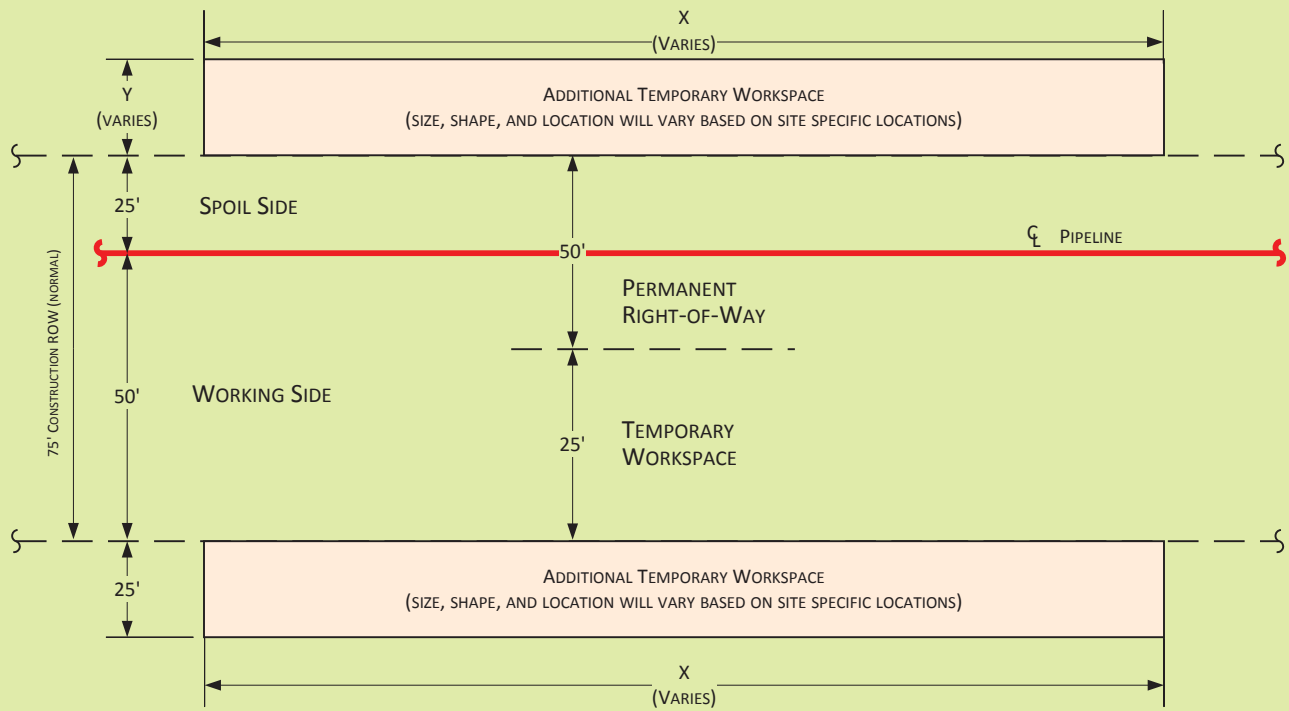 X
(VARIES)
Y
(VARIES)
ADDITIONAL TEMPORARY WORKSPACE
(SIZE, SHAPE, AND LOCATION WILL VARY BASED ON SITE SPECIFIC LOCATIONS)
25'
SPOIL SIDE
50'
℄ PIPELINE
PERMANENT
RIGHT-OF-WAY
75' CONSTRUCTION ROW (NORMAL)
50'
WORKING SIDE
25'
TEMPORARY
WORKSPACE
25'
ADDITIONAL TEMPORARY WORKSPACE
(SIZE, SHAPE, AND LOCATION WILL VARY BASED ON SITE SPECIFIC LOCATIONS)
X
(VARIES)